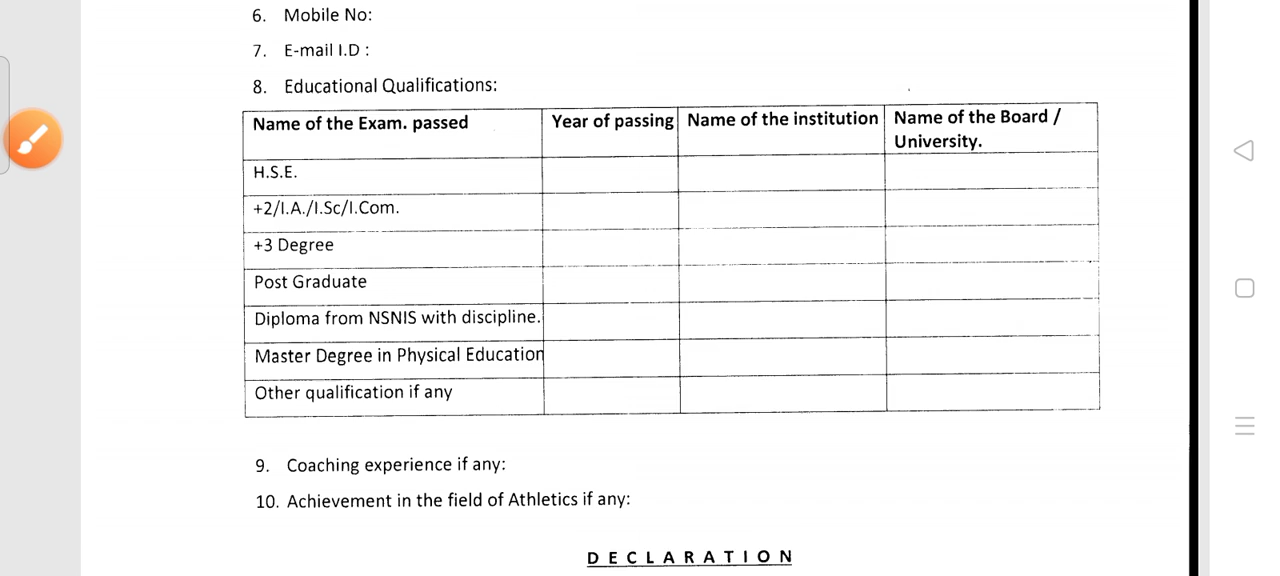 6. Mobile No:
7. E-mail I.D :
8. Educational Qualifications:
Name of the Exam. passed Year of passing Name of the institution Name of the Board /
University.
H.S.E.
+2/I.A./I.Sc/I.Com.
+3 Degree
Post Graduate
Diploma from NSNIS with discipline.
Master Degree in Physical Education
Other qualification if any
9. Coaching experience if any:
10. Achievement in the field of Athletics if any:
D E C L A R A T I O N